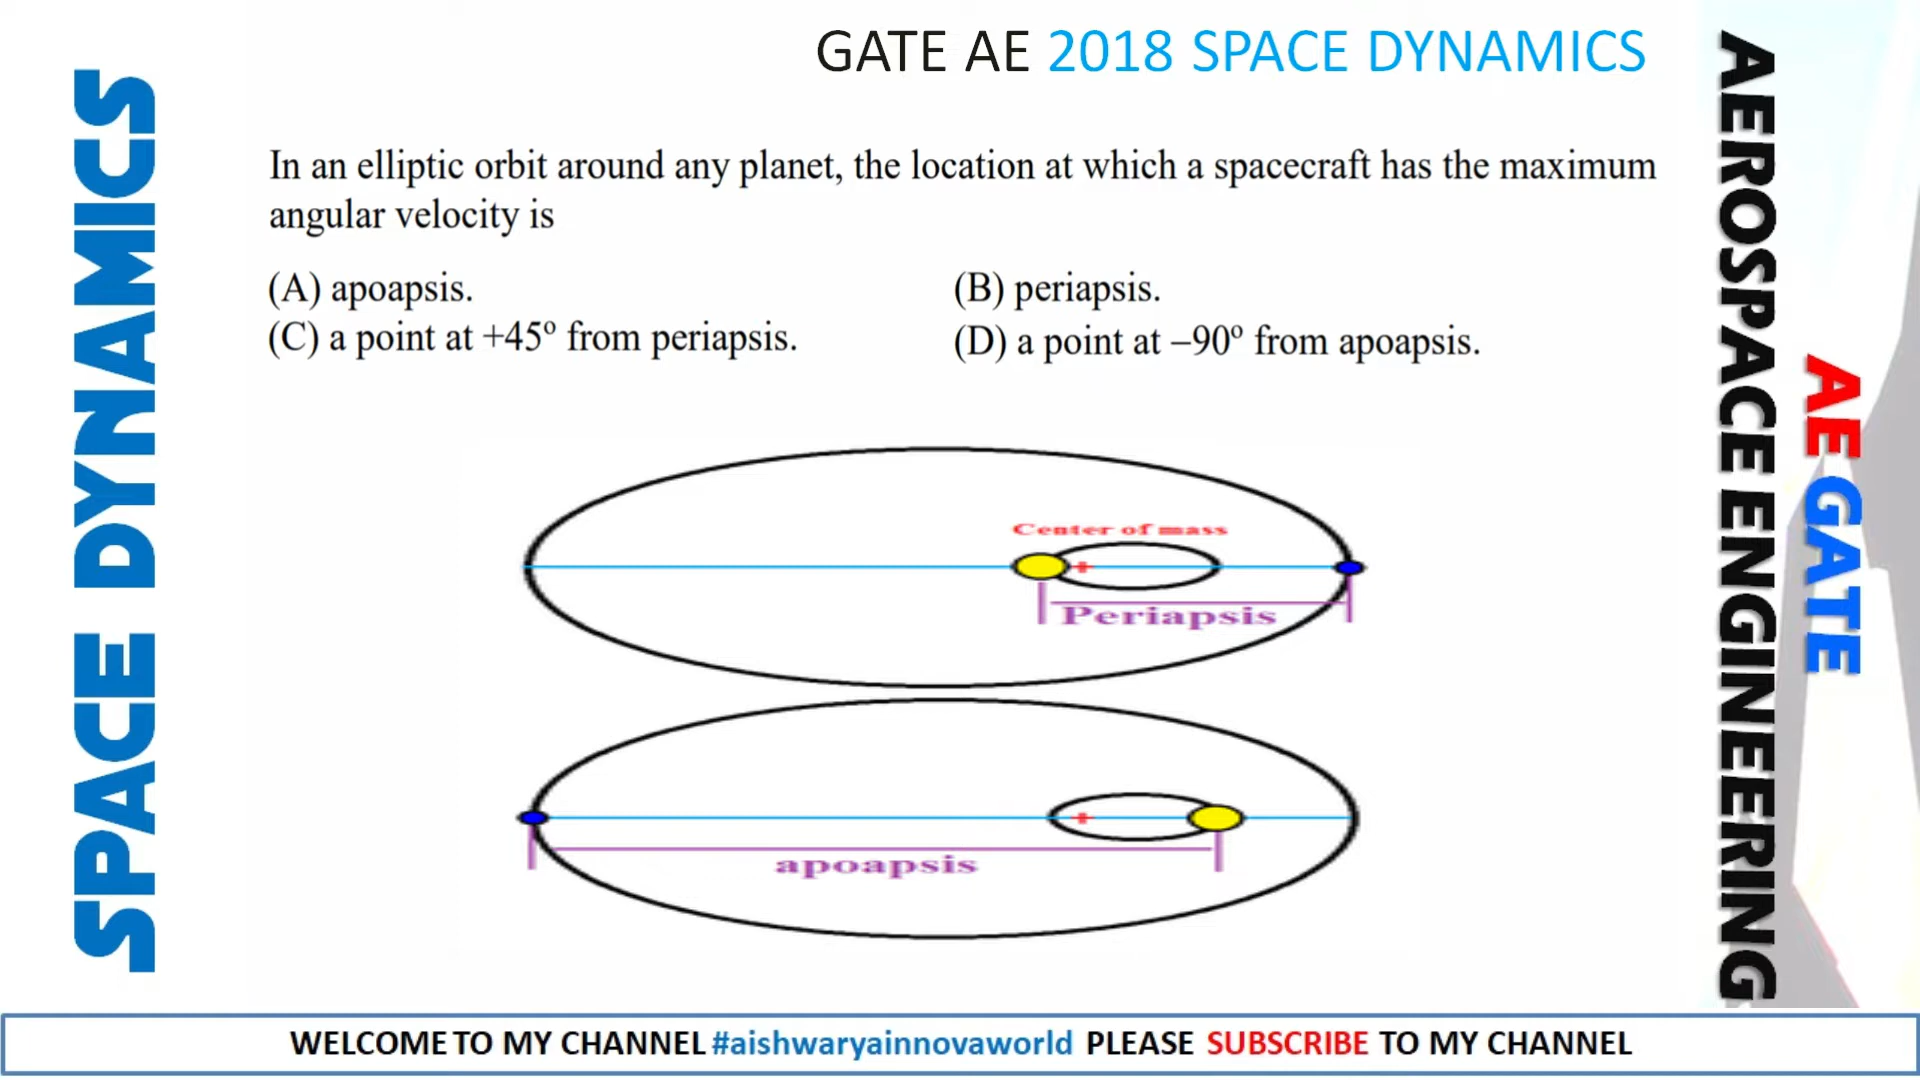 GATE AE 2018 SPACE DYNAMICS
SPACE DYNAMICS
In an elliptic orbit around any planet, the location at which a spacecraft has the maximum
angular velocity is
(A) apoapsis.
(B) periapsis.
(C) a point at +45º from periapsis.
(D) a point at –90º from apoapsis.
Center of mass
Periapsis
apoapsis
AEROSPACE ENGINEERING
AE GATE
WELCOME TO MY CHANNEL #aishwaryainnovaworld PLEASE SUBSCRIBE TO MY CHANNEL